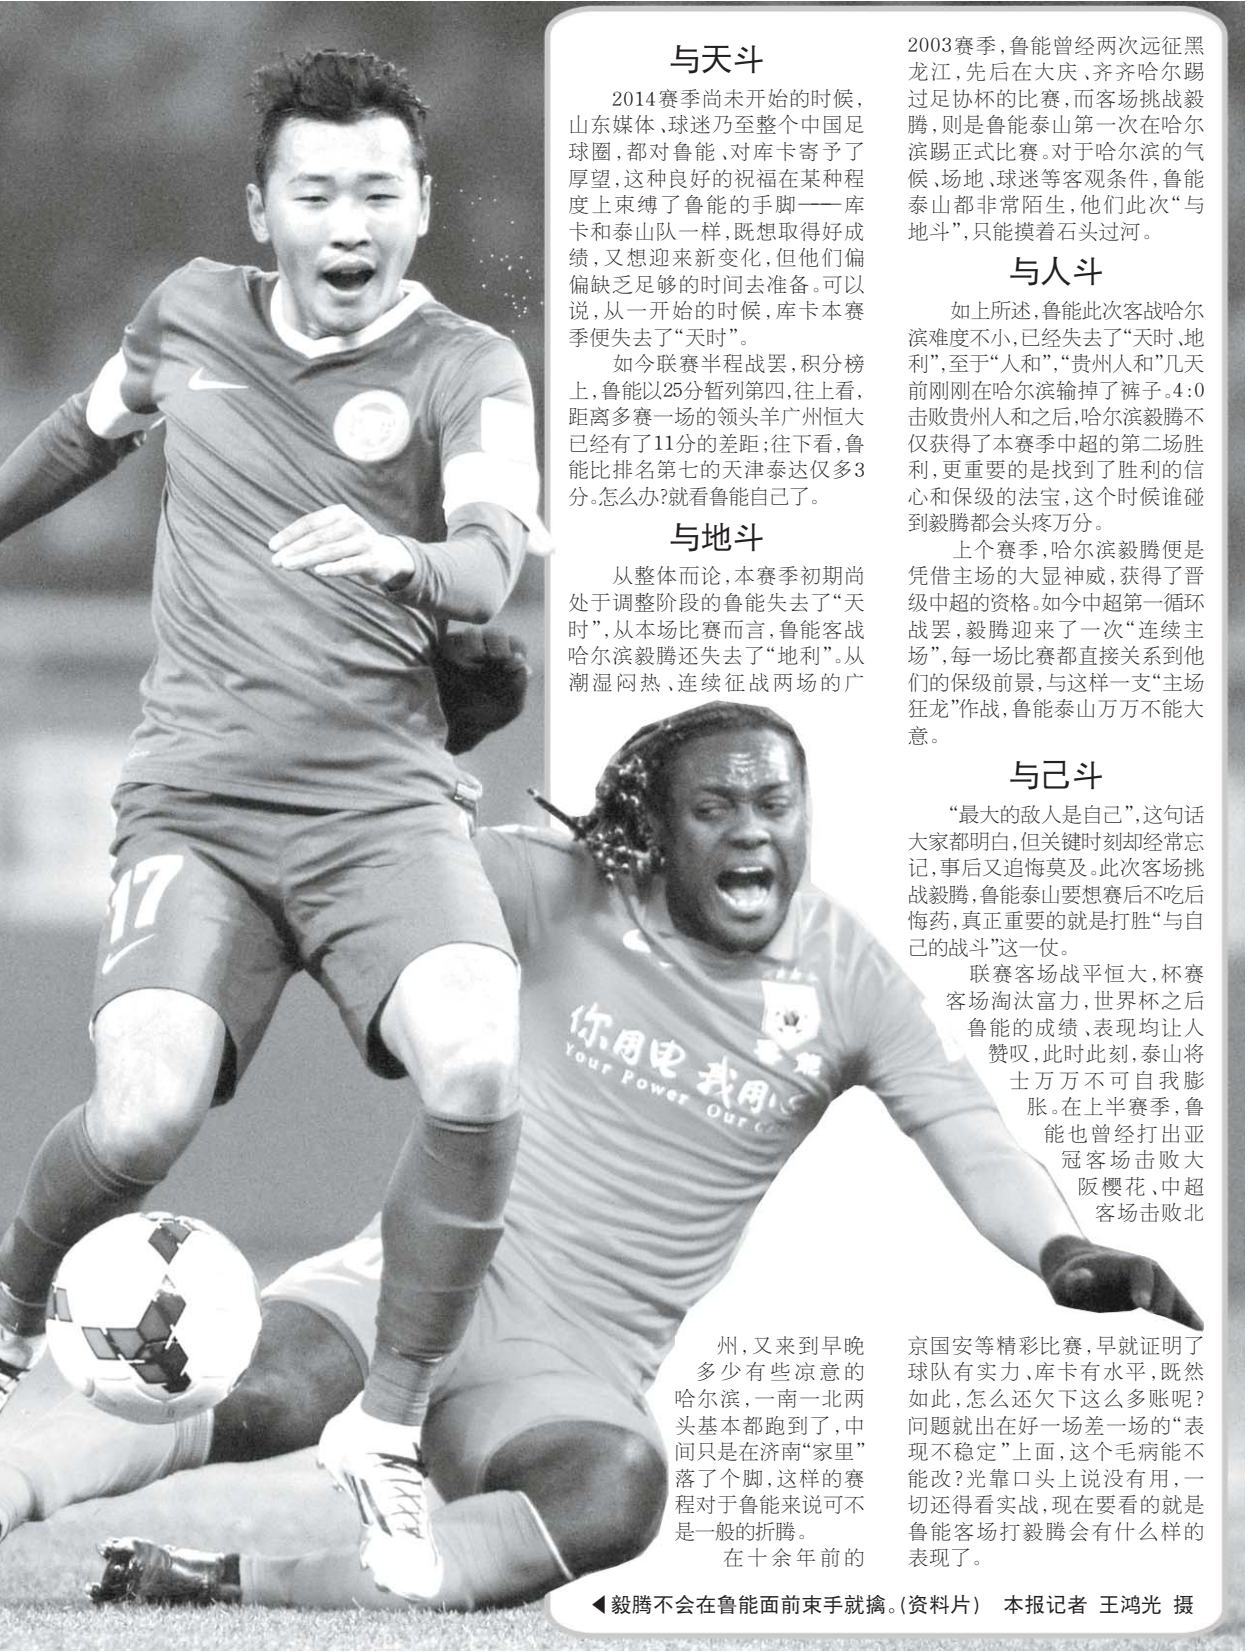 与天斗
2014赛季尚未开始的时候，
山东媒体、球迷乃至整个中国足
球圈，都对鲁能、对库卡寄予了
厚望，这种良好的祝福在某种程
度上束缚了鲁能的手脚——库
卡和泰山队一样，既想取得好成
绩，又想迎来新变化，但他们偏
偏缺乏足够的时间去准备。可以
说，从一开始的时候，库卡本赛
季便失去了“天时”。
如今联赛半程战罢，积分榜
上，鲁能以25分暂列第四，往上看，
距离多赛一场的领头羊广州恒大
已经有了11分的差距；往下看，鲁
能比排名第七的天津泰达仅多3
分。怎么办？就看鲁能自己了。
与地斗
从整体而论，本赛季初期尚
处于调整阶段的鲁能失去了“天
时”，从本场比赛而言，鲁能客战
哈尔滨毅腾还失去了“地利”。从
潮湿闷热、连续征战两场的广
州，又来到早晚
多少有些凉意的
哈尔滨，一南一北两
头基本都跑到了，中
间只是在济南“家里”
落了个脚，这样的赛
程对于鲁能来说可不
是一般的折腾。
在十余年前的
2003赛季，鲁能曾经两次远征黑
龙江，先后在大庆、齐齐哈尔踢
过足协杯的比赛，而客场挑战毅
腾，则是鲁能泰山第一次在哈尔
滨踢正式比赛。对于哈尔滨的气
候、场地、球迷等客观条件，鲁能
泰山都非常陌生，他们此次“与
地斗”，只能摸着石头过河。
与人斗
如上所述，鲁能此次客战哈尔
滨难度不小，已经失去了“天时、地
利”，至于“人和”，“贵州人和”几天
前刚刚在哈尔滨输掉了裤子。4:0
击败贵州人和之后，哈尔滨毅腾不
仅获得了本赛季中超的第二场胜
利，更重要的是找到了胜利的信
心和保级的法宝，这个时候谁碰
到毅腾都会头疼万分。
上个赛季，哈尔滨毅腾便是
凭借主场的大显神威，获得了晋
级中超的资格。如今中超第一循环
战罢，毅腾迎来了一次“连续主
场”，每一场比赛都直接关系到他
们的保级前景，与这样一支“主场
狂龙”作战，鲁能泰山万万不能大
意。
与己斗
“最大的敌人是自己”，这句话
大家都明白，但关键时刻却经常忘
记，事后又追悔莫及。此次客场挑
战毅腾，鲁能泰山要想赛后不吃后
悔药，真正重要的就是打胜“与自
己的战斗”这一仗。
联赛客场战平恒大，杯赛
客场淘汰富力，世界杯之后
鲁能的成绩、表现均让人
赞叹，此时此刻，泰山将
士万万不可自我膨
胀。在上半赛季，鲁
能也曾经打出亚
冠客场击败大
阪樱花、中超
客场击败北
京国安等精彩比赛，早就证明了
球队有实力、库卡有水平，既然
如此，怎么还欠下这么多账呢？
问题就出在好一场差一场的“表
现不稳定”上面，这个毛病能不
能改？光靠口头上说没有用，一
切还得看实战，现在要看的就是
鲁能客场打毅腾会有什么样的
表现了。
◀毅腾不会在鲁能面前束手就擒。(资料片) 本报记者 王鸿光 摄
17
鲁能
你用电 我用心
Your Power Our